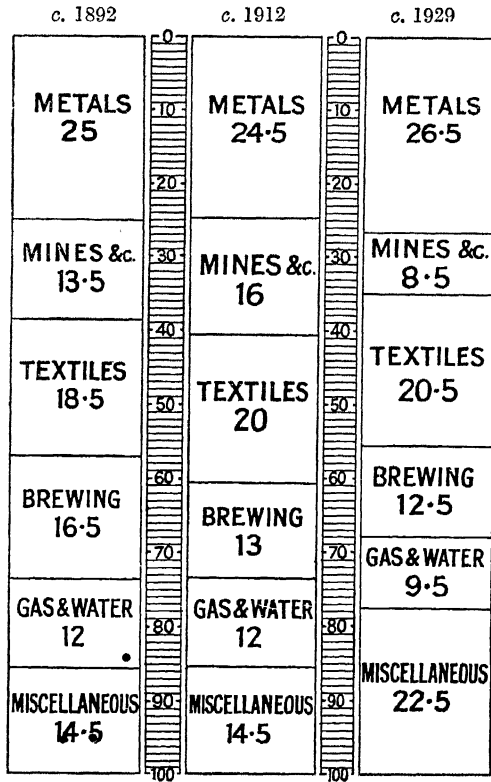 c. 1892
c. 1912
c. 1929
METALS
25
MINES &c.
13·5
TEXTILES
18·5
BREWING
16·5
GAS & WATER
12
MISCELLANEOUS
14·5
0
10
20
30
40
50
60
70
80
90
100
METALS
24·5
MINES &c.
16
TEXTILES
20
BREWING
13
GAS & WATER
12
MISCELLANEOUS
14·5
0
10
20
30
40
50
60
70
80
90
100
METALS
26·5
MINES &c.
8·5
TEXTILES
20·5
BREWING
12·5
GAS & WATER
9·5
MISCELLANEOUS
22·5